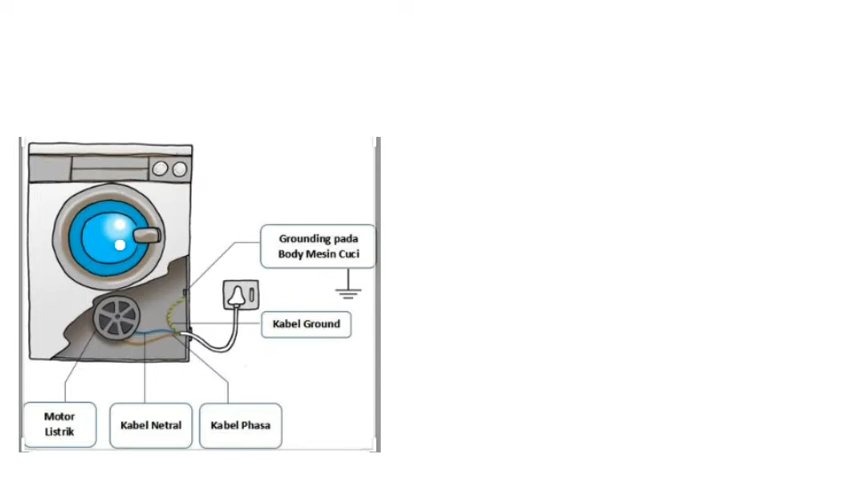 Grounding pada
Body Mesin Cuci
Kabel Ground
Motor
Listrik
Kabel Netral
Kabel Phasa